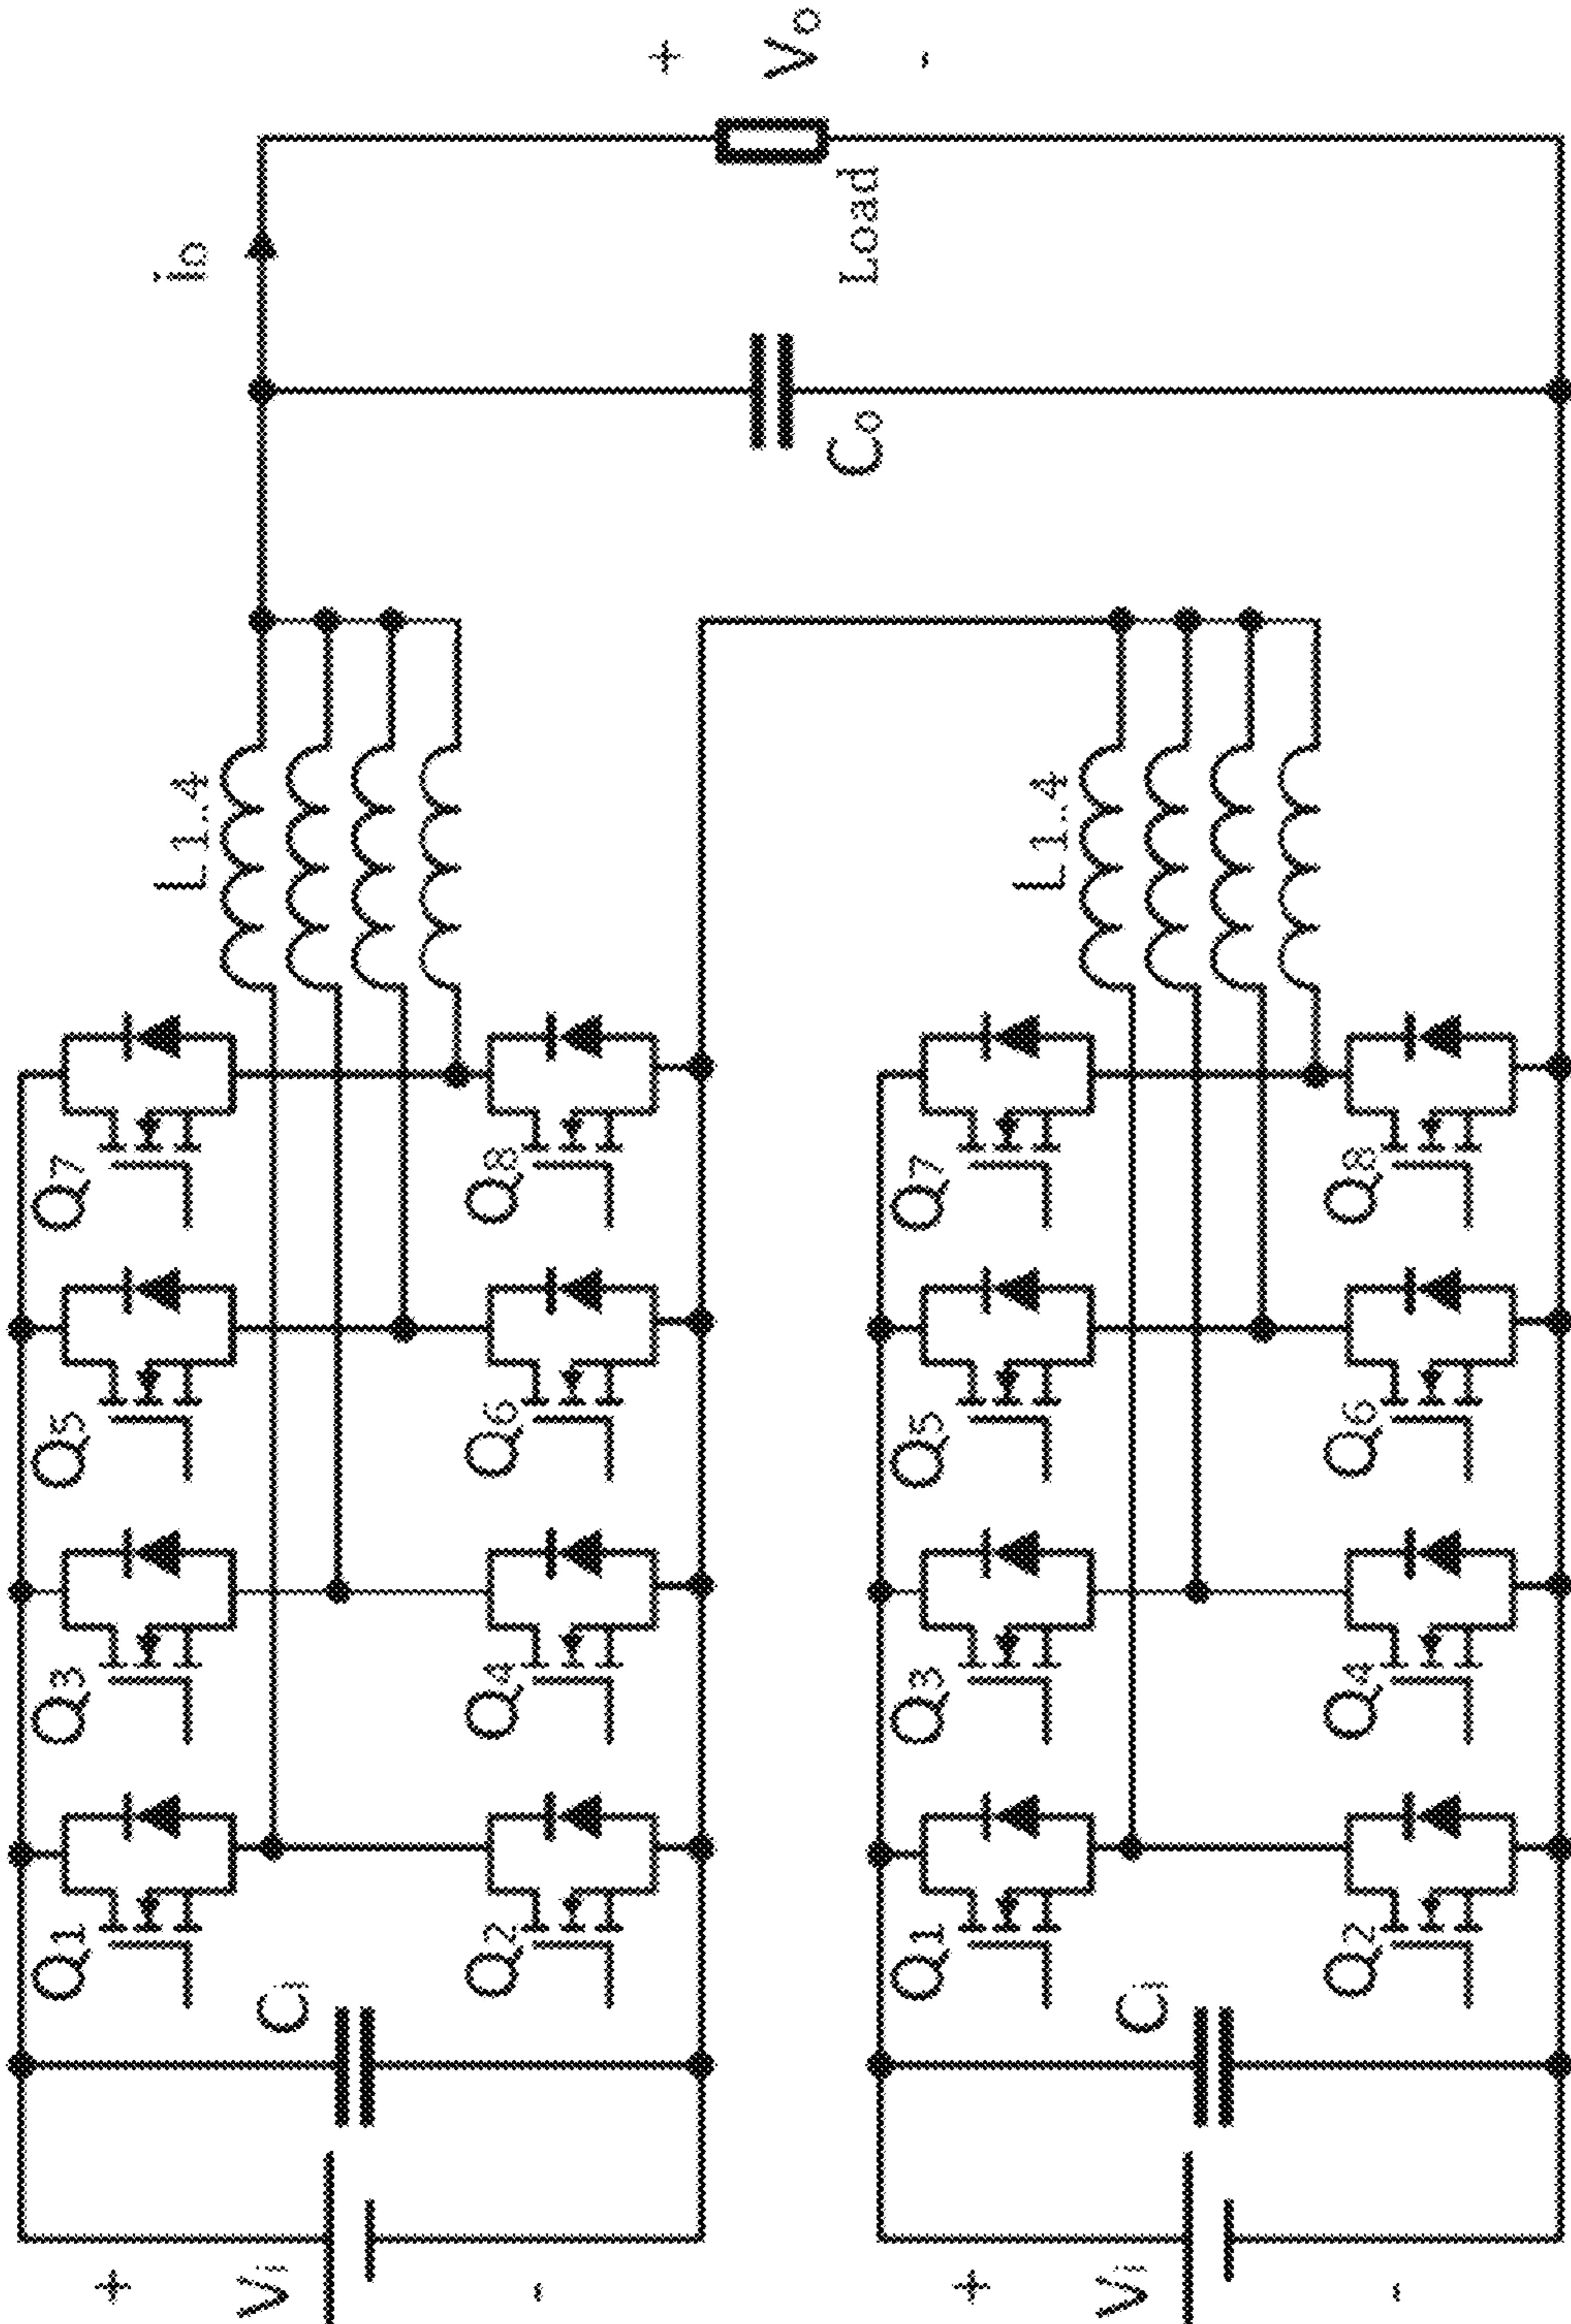 Q1 Q3 Q5 Q7
+
L1..4
io
Vi
Ci
Q2 Q4 Q6 Q8
-
+
Vo
Co
Load
-
Q1 Q3 Q5 Q7
+
L1..4
Vi
Ci
Q2 Q4 Q6 Q8
-